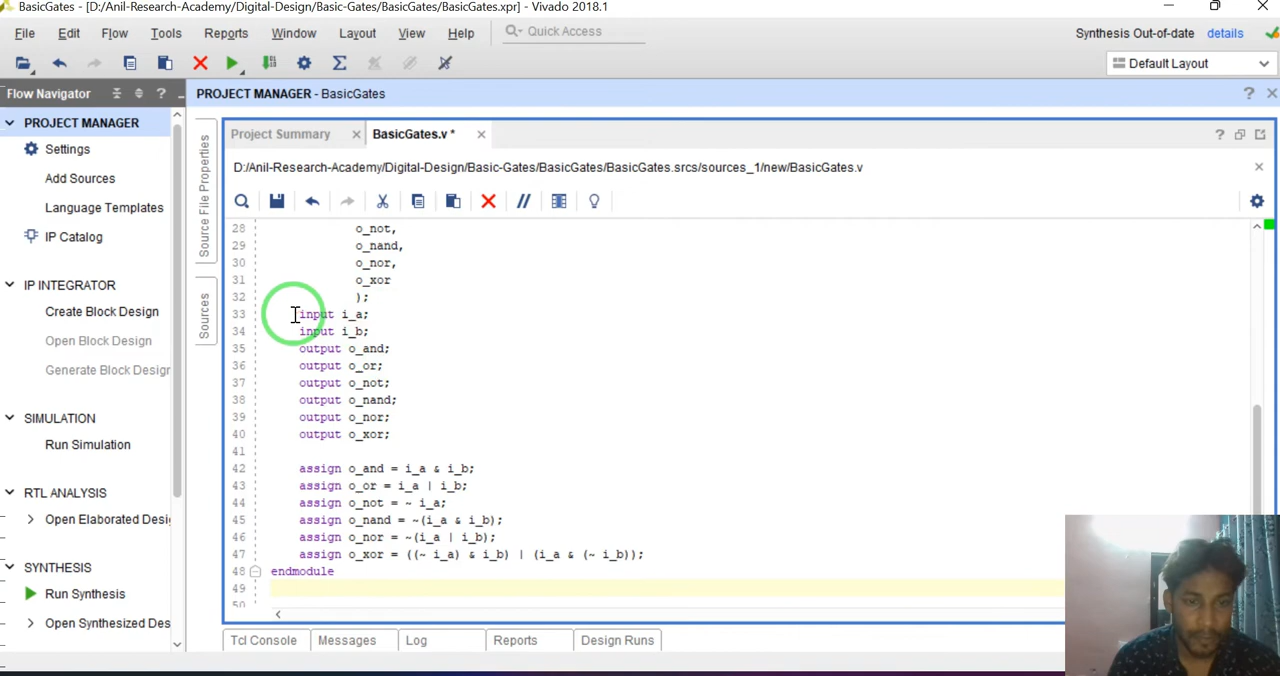 BasicGates - [D:/Anil-Research-Academy/Digital-Design/Basic-Gates/BasicGates/BasicGates.xpr] - Vivado 2018.1
File Edit Flow Tools Reports Window Layout View Help Quick Access
Synthesis Out-of-date details
Default Layout
Flow Navigator
PROJECT MANAGER - BasicGates
PROJECT MANAGER
Settings
Add Sources
Language Templates
IP Catalog
IP INTEGRATOR
Create Block Design
Open Block Design
Generate Block Desigr
SIMULATION
Run Simulation
RTL ANALYSIS
Open Elaborated Desi
SYNTHESIS
Run Synthesis
Open Synthesized Des
Source File Properties
Sources
Project Summary
BasicGates.v *
D:/Anil-Research-Academy/Digital-Design/Basic-Gates/BasicGates/BasicGates.srcs/sources_1/new/BasicGates.v
28 o_not,
29 o_nand,
30 o_nor,
31 o_xor
32 );
33 input i_a;
34 input i_b;
35 output o_and;
36 output o_or;
37 output o_not;
38 output o_nand;
39 output o_nor;
40 output o_xor;
41
42 assign o_and = i_a & i_b;
43 assign o_or = i_a | i_b;
44 assign o_not = ~ i_a;
45 assign o_nand = ~(i_a & i_b);
46 assign o_nor = ~(i_a | i_b);
47 assign o_xor = ((~ i_a) & i_b) | (i_a & (~ i_b));
48 endmodule
49
50
Tcl Console Messages Log Reports Design Runs